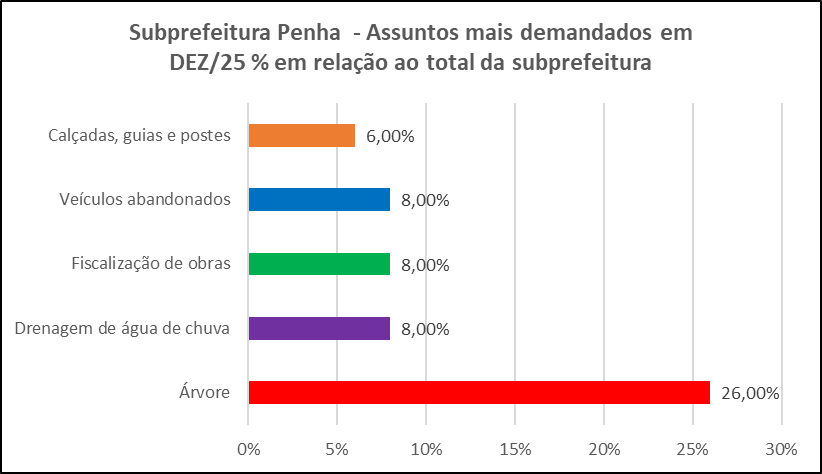 Subprefeitura Penha - Assuntos mais demandados em
DEZ/25 % em relação ao total da subprefeitura
Calçadas, guias e postes
6,00%
Veículos abandonados
8,00%
Fiscalização de obras
8,00%
Drenagem de água de chuva
8,00%
Árvore
26,00%
0% 5% 10% 15% 20% 25% 30%